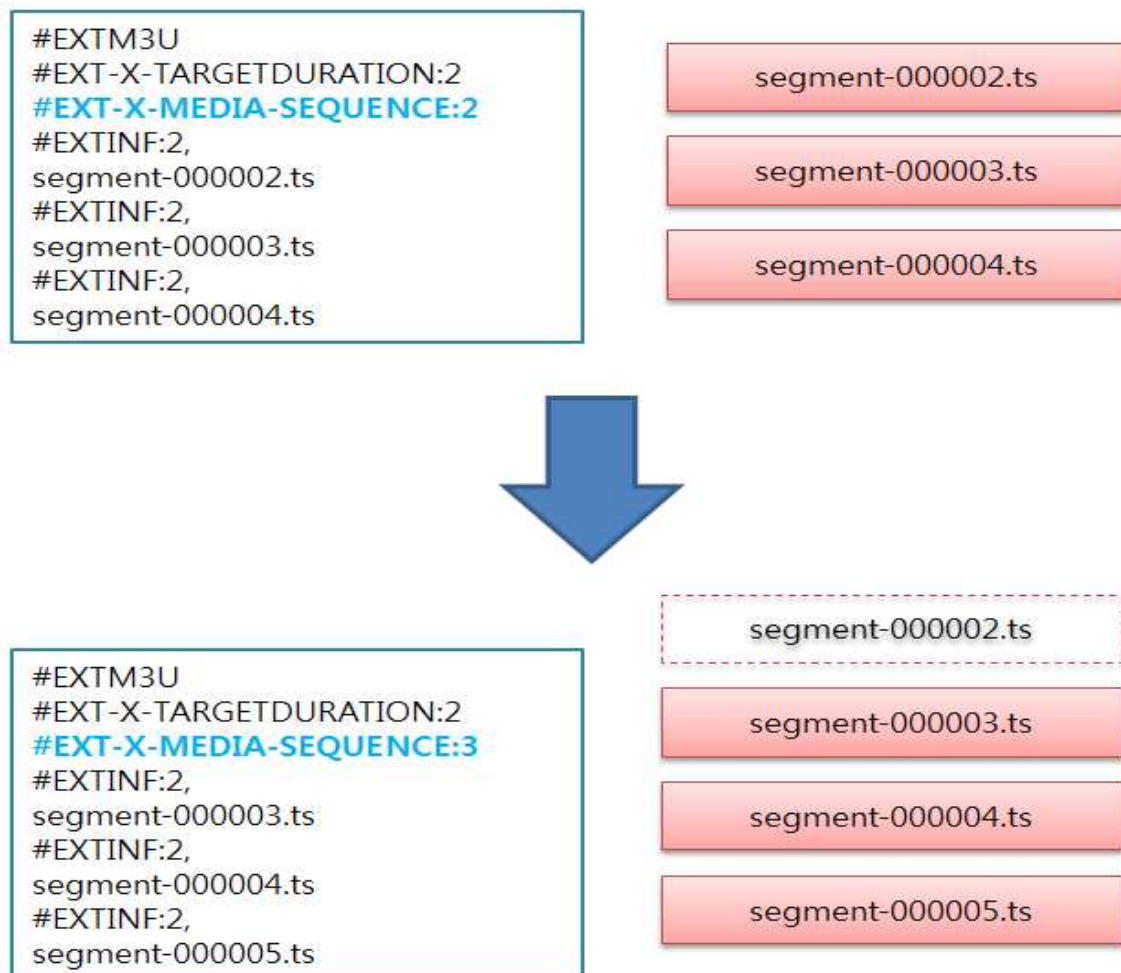 #EXTM3U
#EXT-X-TARGETDURATION:2
#EXT-X-MEDIA-SEQUENCE:2
#EXTINF:2,
segment-000002.ts
#EXTINF:2,
segment-000003.ts
#EXTINF:2,
segment-000004.ts
segment-000002.ts
segment-000003.ts
segment-000004.ts
#EXTM3U
#EXT-X-TARGETDURATION:2
#EXT-X-MEDIA-SEQUENCE:3
#EXTINF:2,
segment-000003.ts
#EXTINF:2,
segment-000004.ts
#EXTINF:2,
segment-000005.ts
segment-000002.ts
segment-000003.ts
segment-000004.ts
segment-000005.ts